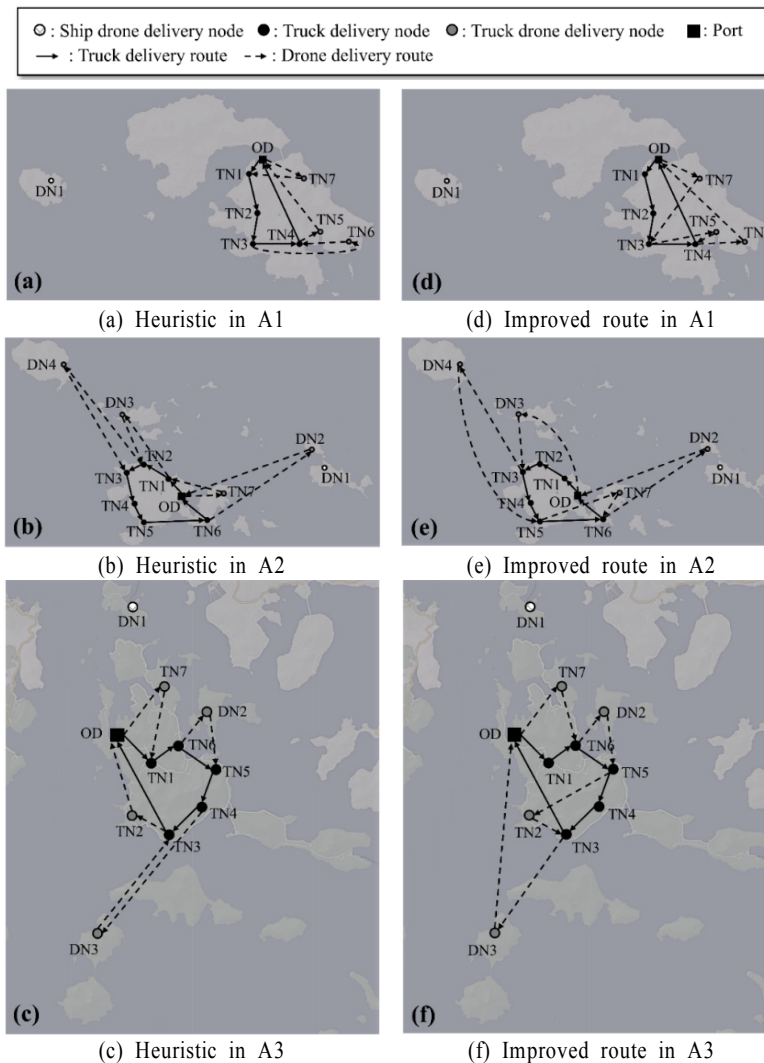 : Ship drone delivery node : Truck delivery node : Truck drone delivery node : Port
: Truck delivery route : Drone delivery route
OD
TN1
TN7
DN1
TN2
TN5
TN3
TN4
TN6
(a)
(a) Heuristic in A1
OD
TN1
TN7
DN1
TN2
TN5
TN3
TN4
TN
(d)
(d) Improved route in A1
DN4
DN3
TN2
DN2
TN3
TN1
DN1
TN7
TN4
OD
TN5
TN6
(b)
(b) Heuristic in A2
DN4
DN3
TN2
DN2
TN3
TN1
DN1
TN7
TN4
OD
TN5
TN6
(e)
(e) Improved route in A2
DN1
TN7
DN2
OD
TN6
TN1
TN5
TN4
TN2
TN3
DN3
(c)
(c) Heuristic in A3
DN1
TN7
DN2
OD
TN6
TN1
TN5
TN4
TN2
TN3
DN3
(f)
(f) Improved route in A3